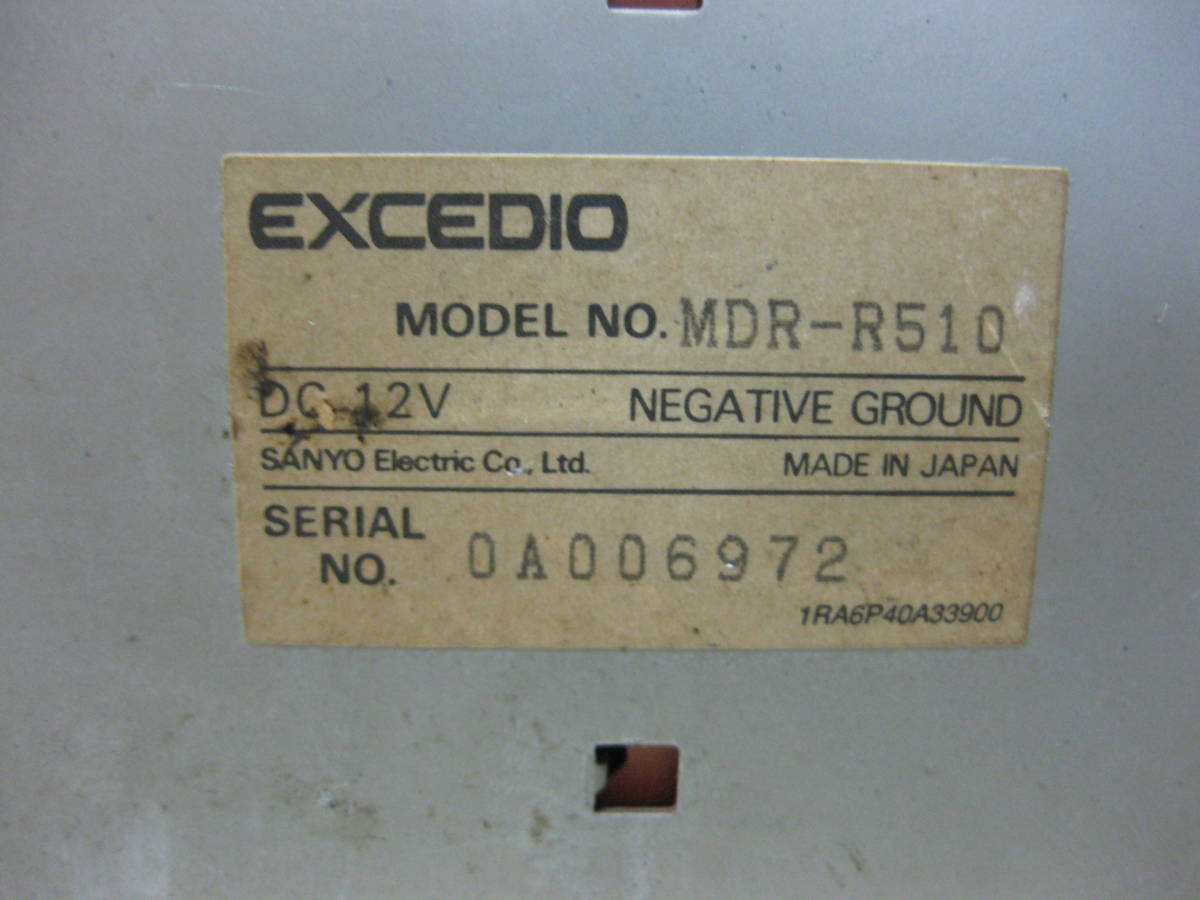 EXCEDIO
MODEL NO. MDR-R510
DC 12V NEGATIVE GROUND
SANYO Electric Co., Ltd. MADE IN JAPAN
SERIAL
NO. 0A006972
1RA6P40A33900